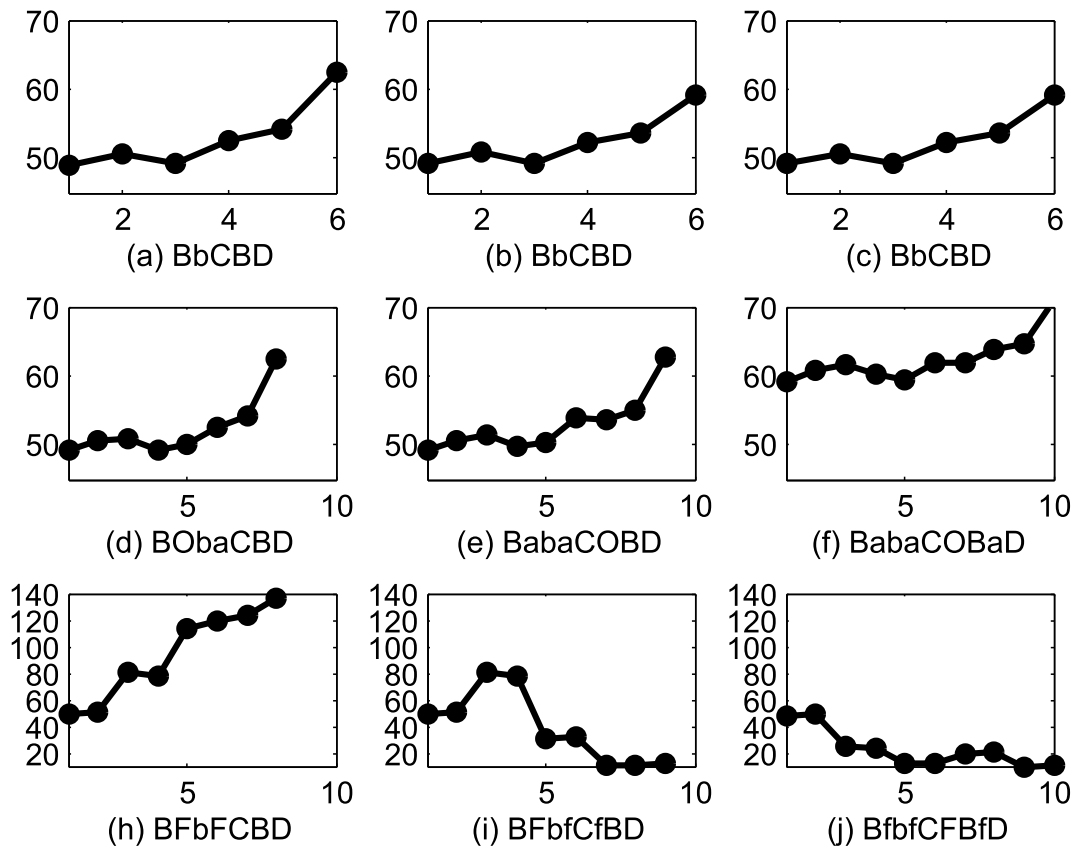 70 70 70
60 60 60
50 50 50
2 4 6 2 4 6 2 4 6
(a) BbCBD (b) BbCBD (c) BbCBD
70 70 70
60 60 60
50 50 50
5 10 5 10 5 10
(d) BObaCBD (e) BabaCOBD (f) BabaCOBaD
140 140 140
120 120 120
100 100 100
80 80 80
60 60 60
40 40 40
20 20 20
5 10 5 10 5 10
(h) BFbFCBD (i) BFbfCfBD (j) BfbfCFBfD